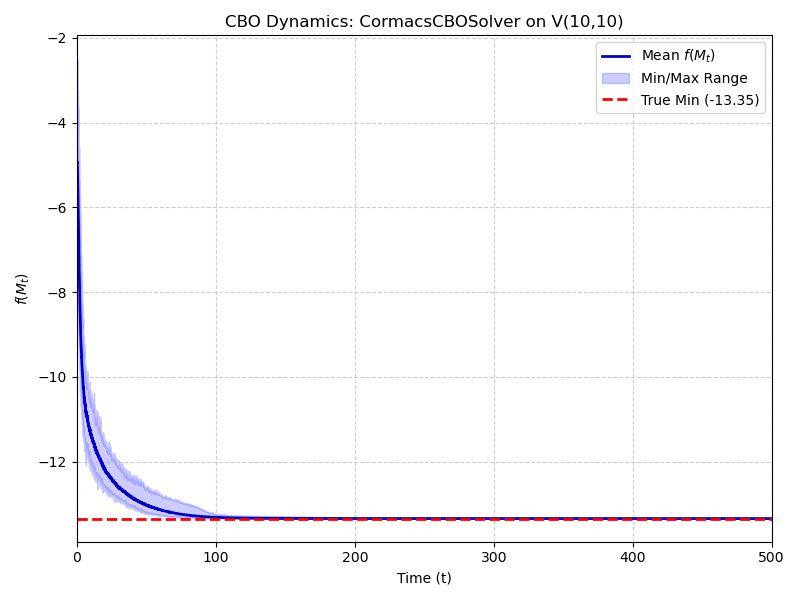 CBO Dynamics: CormacsCBOSolver on V(10,10)
Mean f(M_t)
Min/Max Range
True Min (-13.35)
f(M_t)
−2
−4
−6
−8
−10
−12
0 100 200 300 400 500
Time (t)